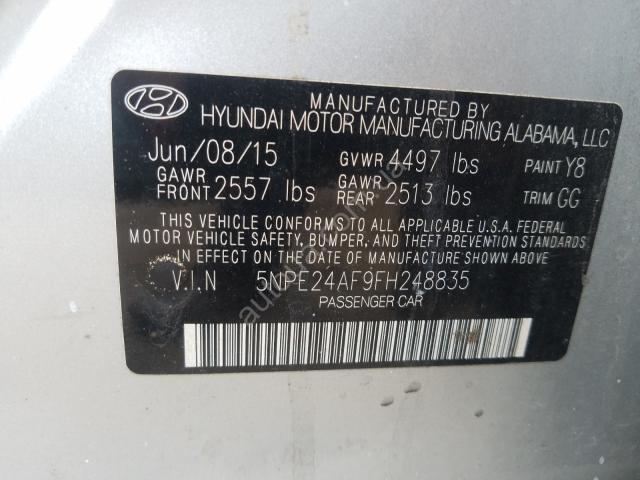 MANUFACTURED BY
HYUNDAI MOTOR MANUFACTURING ALABAMA, LLC
Jun/08/15 GVWR 4497 lbs PAINT Y8
GAWR FRONT 2557 lbs GAWR REAR 2513 lbs TRIM GG
THIS VEHICLE CONFORMS TO ALL APPLICABLE U.S.A. FEDERAL
MOTOR VEHICLE SAFETY, BUMPER, AND THEFT PREVENTION STANDARDS
IN EFFECT ON THE DATE OF MANUFACTURE SHOWN ABOVE.
V.I.N 5NPE24AF9FH248835
PASSENGER CAR